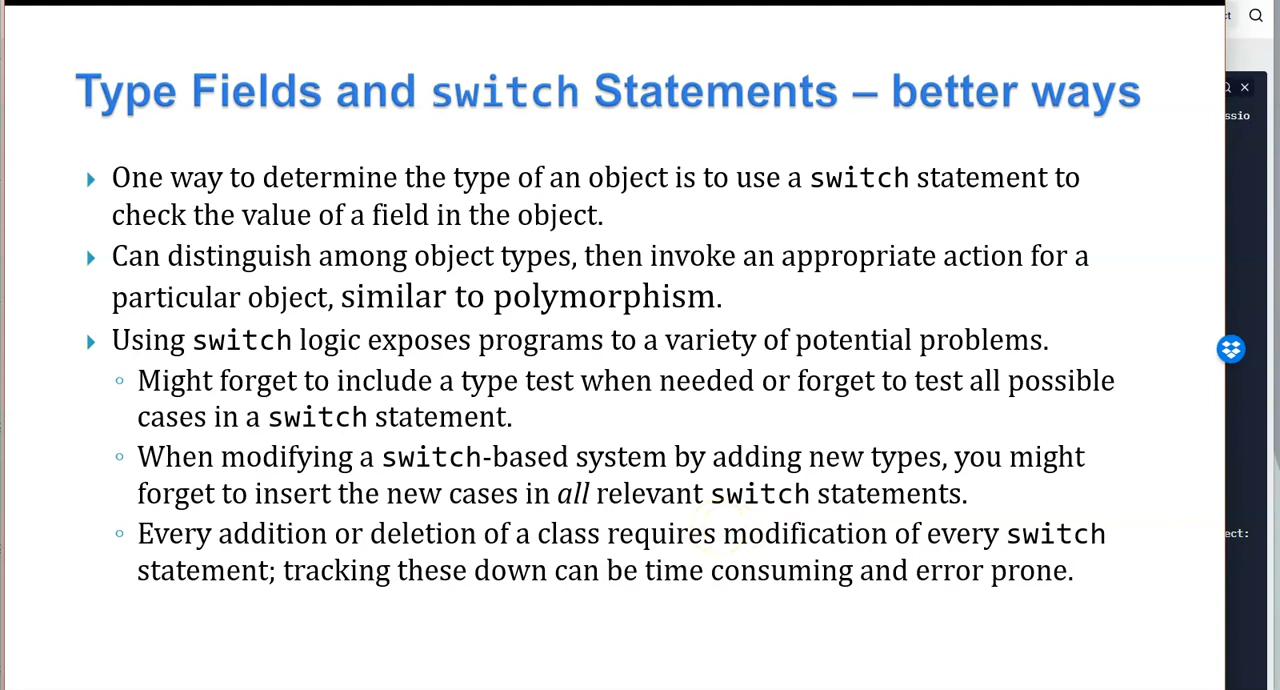 Type Fields and switch Statements – better ways
One way to determine the type of an object is to use a switch statement to
check the value of a field in the object.
Can distinguish among object types, then invoke an appropriate action for a
particular object, similar to polymorphism.
Using switch logic exposes programs to a variety of potential problems.
Might forget to include a type test when needed or forget to test all possible
cases in a switch statement.
When modifying a switch-based system by adding new types, you might
forget to insert the new cases in all relevant switch statements.
Every addition or deletion of a class requires modification of every switch
statement; tracking these down can be time consuming and error prone.
ssio
ect: